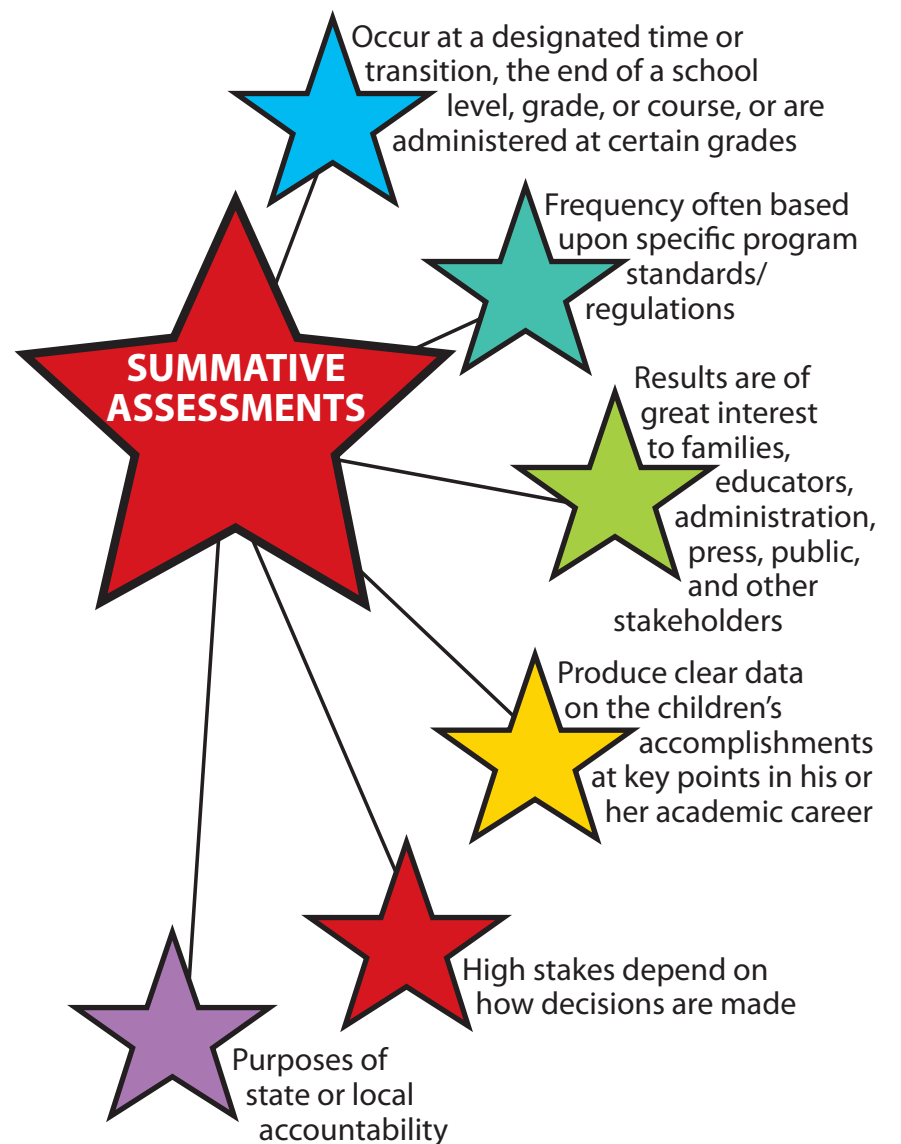 Occur at a designated time or
transition, the end of a school
level, grade, or course, or are
administered at certain grades
Frequency often based
upon specific program
standards/
regulations
SUMMATIVE
ASSESSMENTS
Results are of
great interest
to families,
educators,
administration,
press, public,
and other
stakeholders
Produce clear data
on the children’s
accomplishments
at key points in his or
her academic career
High stakes depend on
how decisions are made
Purposes of
state or local
accountability